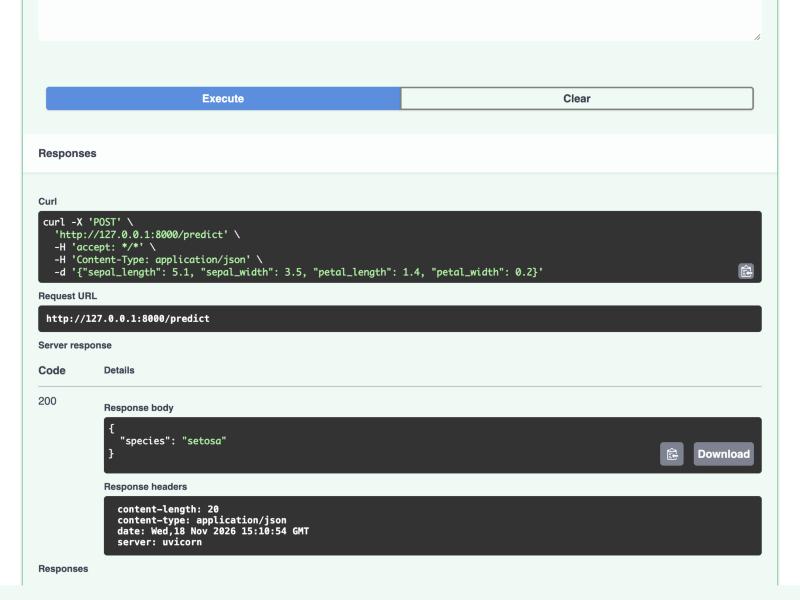 Execute
Clear
Responses
Curl
curl -X 'POST' \
'http://127.0.0.1:8000/predict' \
-H 'accept: */*' \
-H 'Content-Type: application/json' \
-d '{"sepal_length": 5.1, "sepal_width": 3.5, "petal_length": 1.4, "petal_width": 0.2}'
Request URL
http://127.0.0.1:8000/predict
Server response
Code
Details
200
Response body
{
"species": "setosa"
}
Download
Response headers
content-length: 20
content-type: application/json
date: Wed,18 Nov 2026 15:10:54 GMT
server: uvicorn
Responses